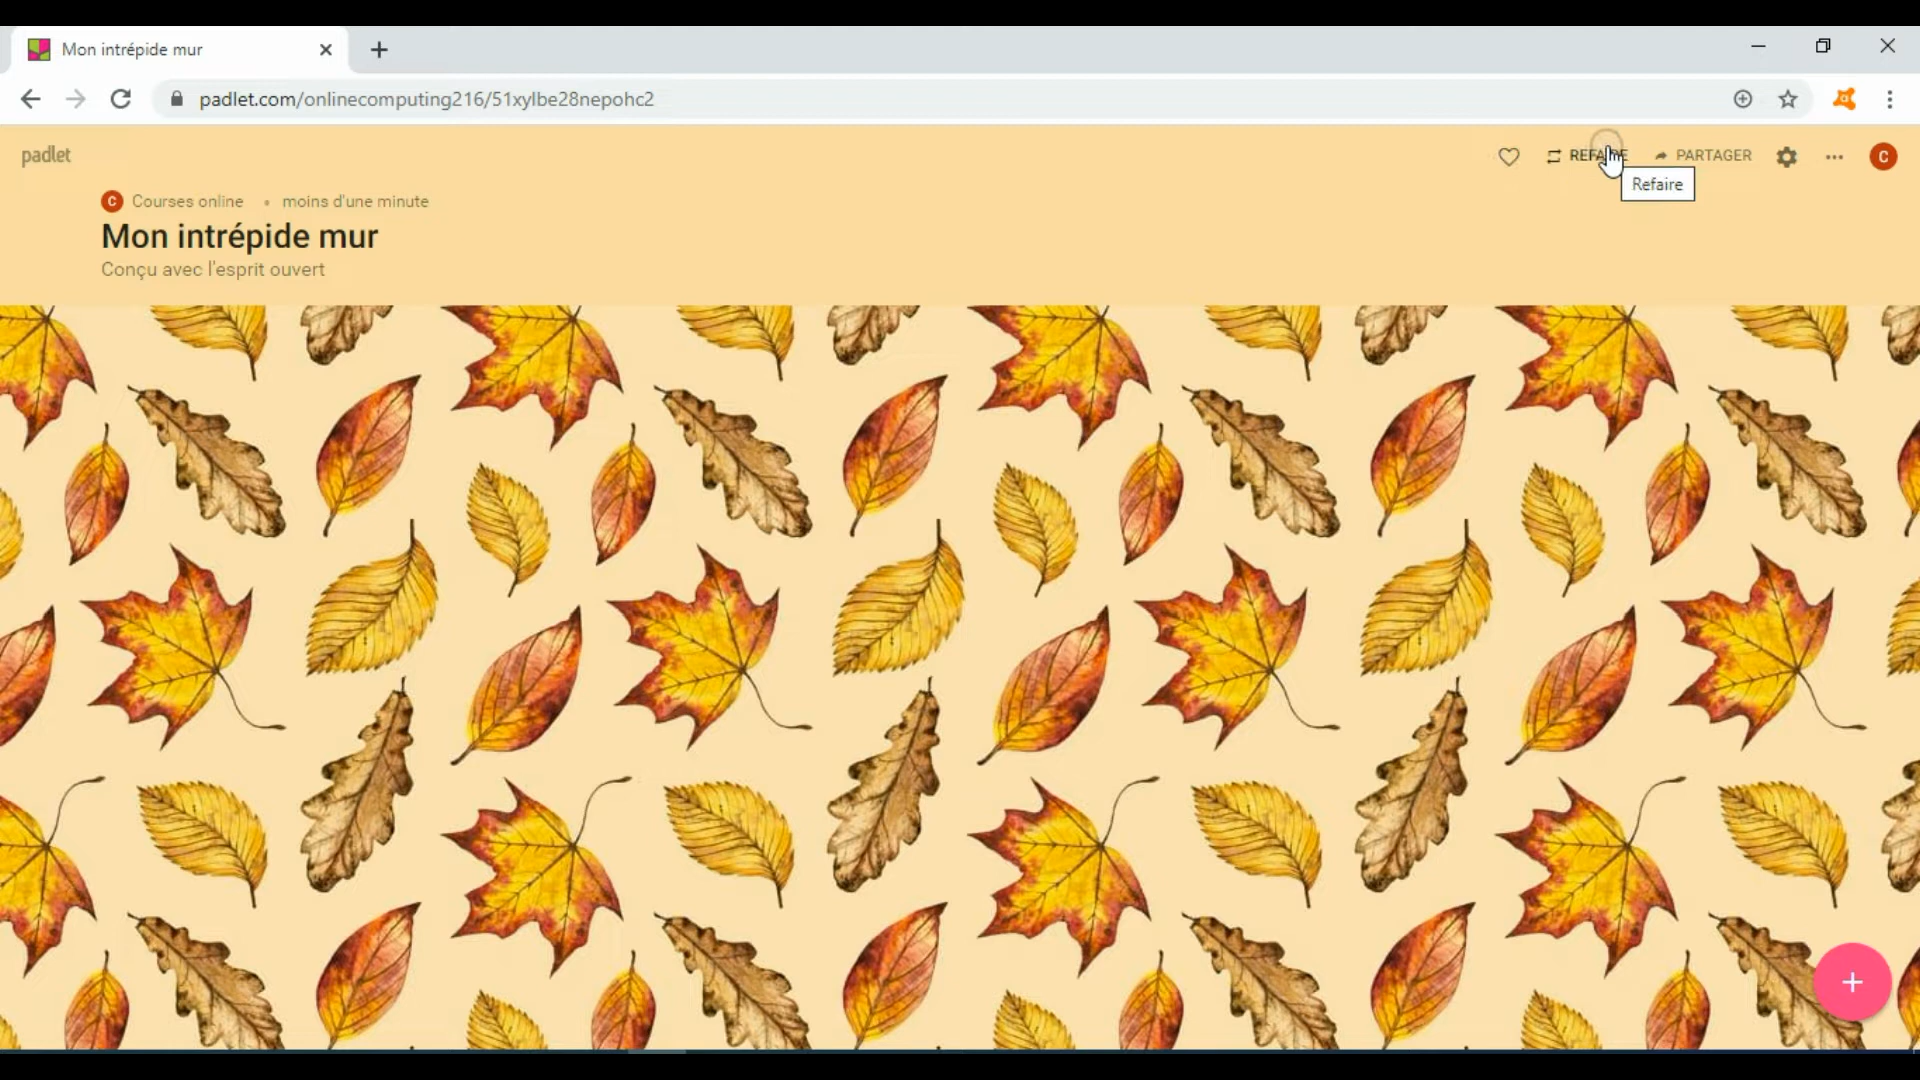 Mon intrépide mur
padlet.com/onlinecomputing216/51xylbe28nepohc2
padlet
REFAIRE
PARTAGER
C
Refaire
C Courses online • moins d'une minute
Mon intrépide mur
Conçu avec l'esprit ouvert